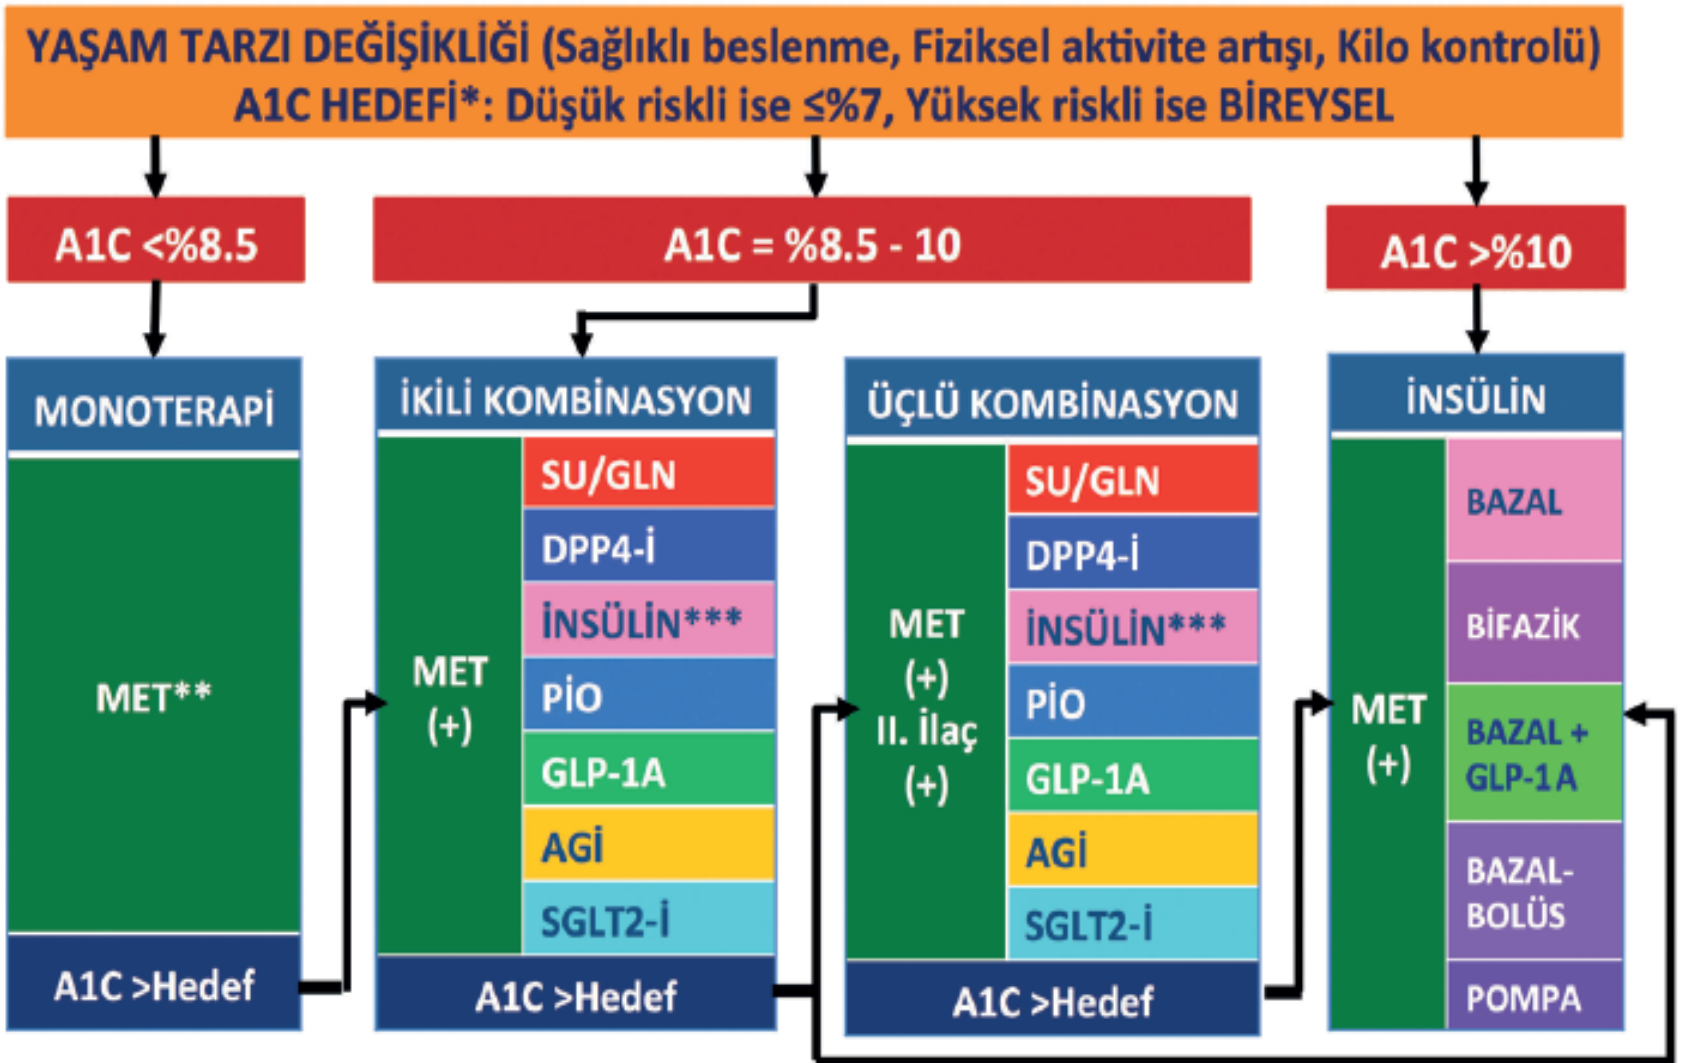 YAŞAM TARZI DEĞİŞİKLİĞİ (Sağlıklı beslenme, Fiziksel aktivite artışı, Kilo kontrolü)
A1C HEDEFİ*: Düşük riskli ise ≤%7, Yüksek riskli ise BİREYSEL
A1C <%8.5
A1C = %8.5 - 10
A1C >%10
MONOTERAPİ
MET**
A1C >Hedef
İKİLİ KOMBİNASYON
MET
(+)
SU/GLN
DPP4-İ
İNSÜLİN***
PİO
GLP-1A
AGİ
SGLT2-İ
A1C >Hedef
ÜÇLÜ KOMBİNASYON
MET
(+)
II. İlaç
(+)
SU/GLN
DPP4-İ
İNSÜLİN***
PİO
GLP-1A
AGİ
SGLT2-İ
A1C >Hedef
İNSÜLİN
MET
(+)
BAZAL
BİFAZİK
BAZAL +
GLP-1A
BAZAL-
BOLÜS
POMPA